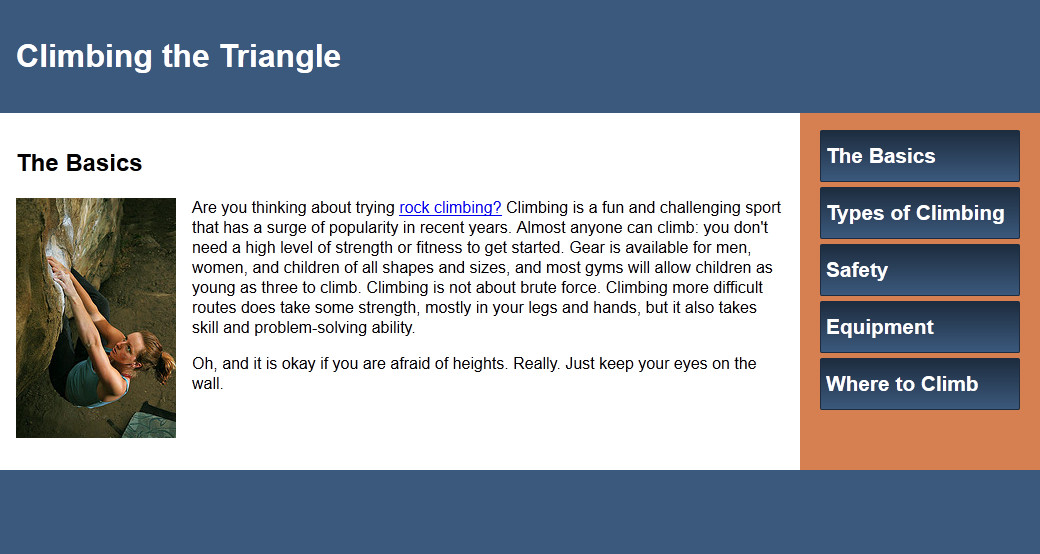 Climbing the Triangle
The Basics
Are you thinking about trying rock climbing? Climbing is a fun and challenging sport
that has a surge of popularity in recent years. Almost anyone can climb: you don't
need a high level of strength or fitness to get started. Gear is available for men,
women, and children of all shapes and sizes, and most gyms will allow children as
young as three to climb. Climbing is not about brute force. Climbing more difficult
routes does take some strength, mostly in your legs and hands, but it also takes
skill and problem-solving ability.
Oh, and it is okay if you are afraid of heights. Really. Just keep your eyes on the
wall.
The Basics
Types of Climbing
Safety
Equipment
Where to Climb